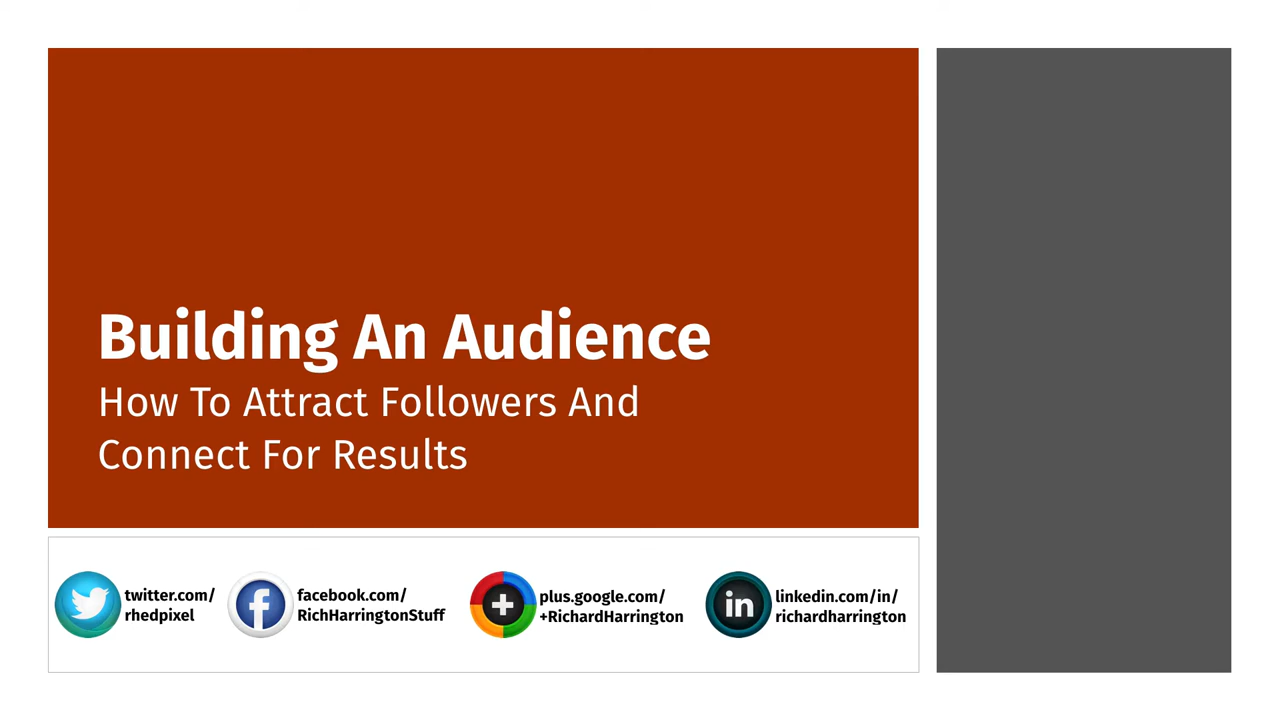 Building An Audience
How To Attract Followers And
Connect For Results
twitter.com/
rhedpixel
facebook.com/
RichHarringtonStuff
plus.google.com/
+RichardHarrington
linkedin.com/in/
richardharrington